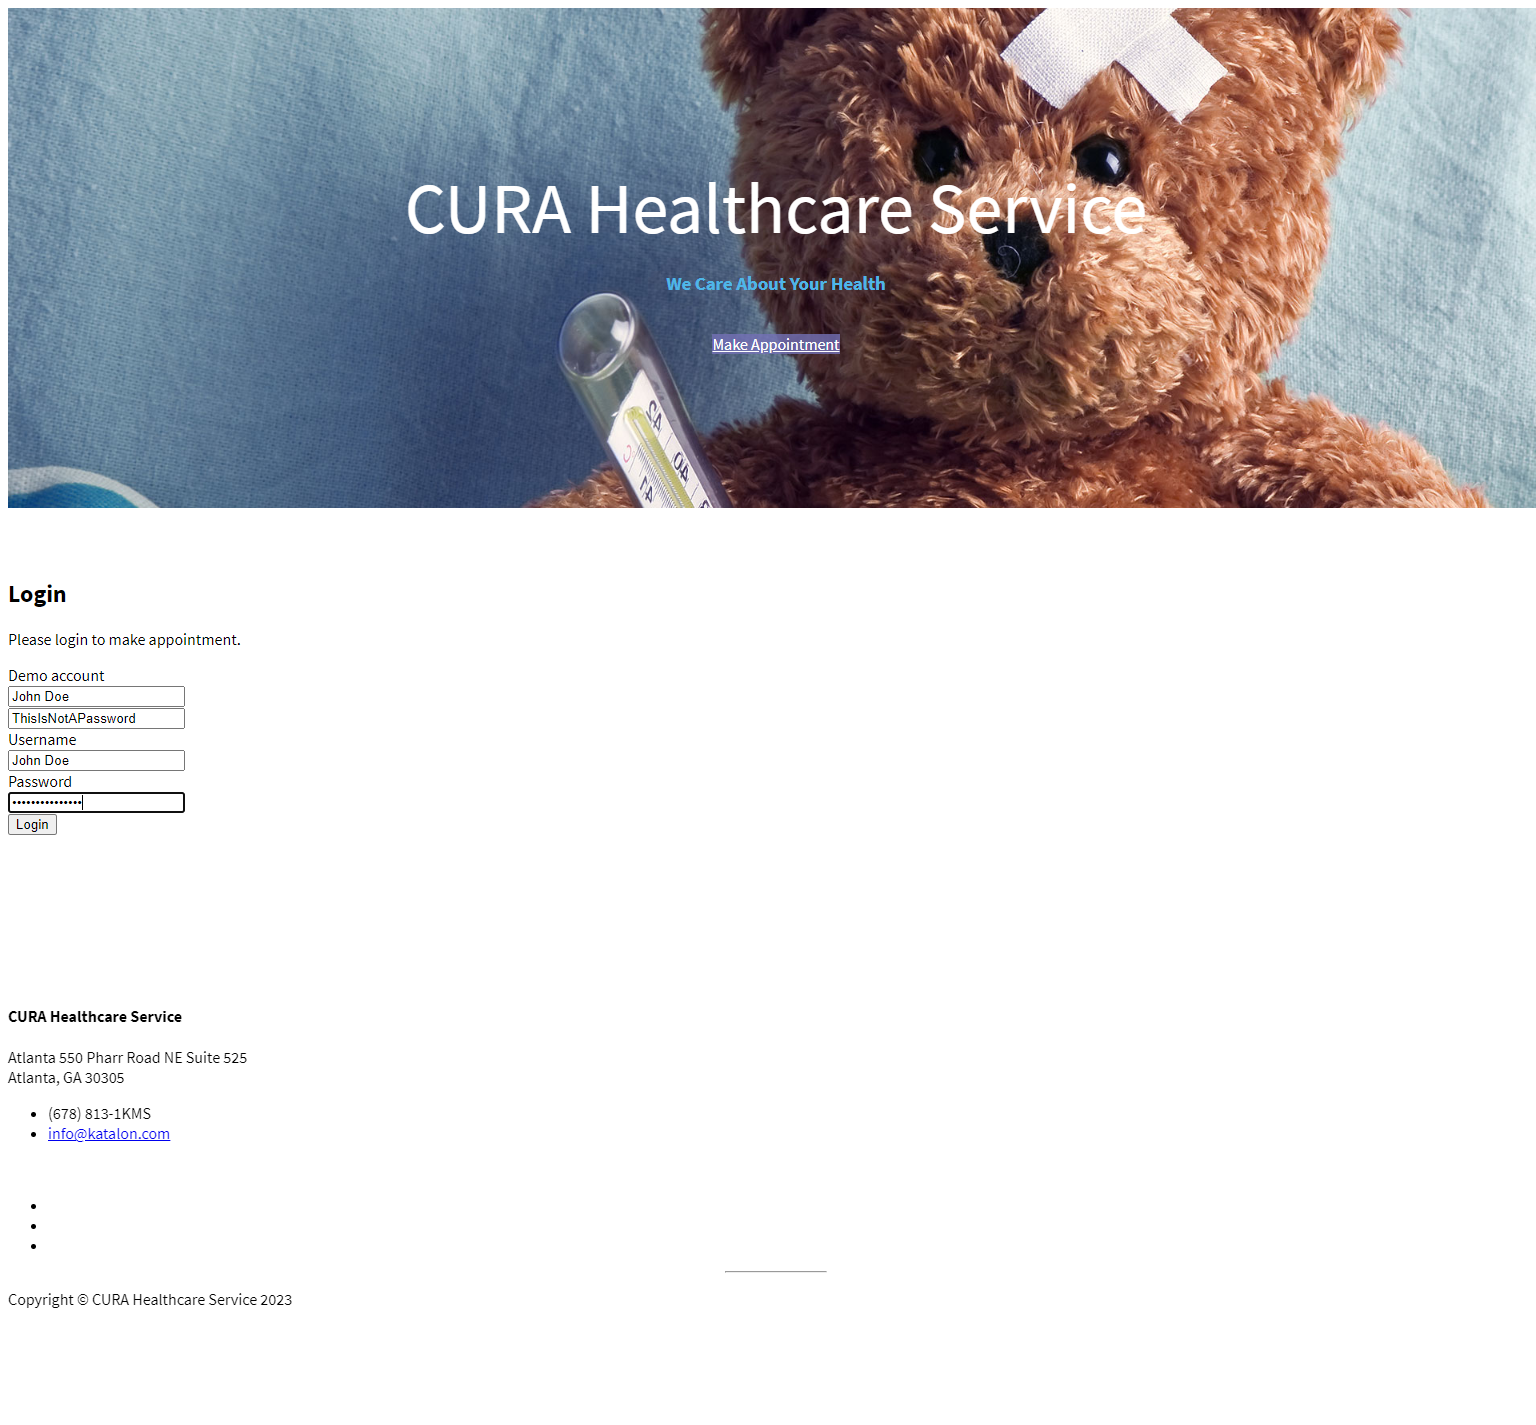 CURA Healthcare Service
We Care About Your Health
Make Appointment
42
40
Login
Please login to make appointment.
Demo account
John Doe
ThisIsNotAPassword
Username
John Doe
Password
•••••••••••••••
Login
CURA Healthcare Service
Atlanta 550 Pharr Road NE Suite 525
Atlanta, GA 30305
(678) 813-1KMS
info@katalon.com
Copyright © CURA Healthcare Service 2023